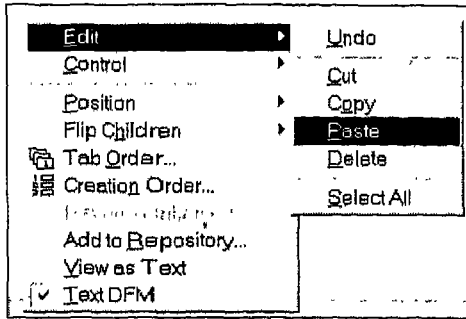 Edit
Control
Position
Flip Children
Tab Order...
Creation Order...
Add to Repository...
View as Text
Text DFM
Undo
Cut
Copy
Paste
Delete
Select All